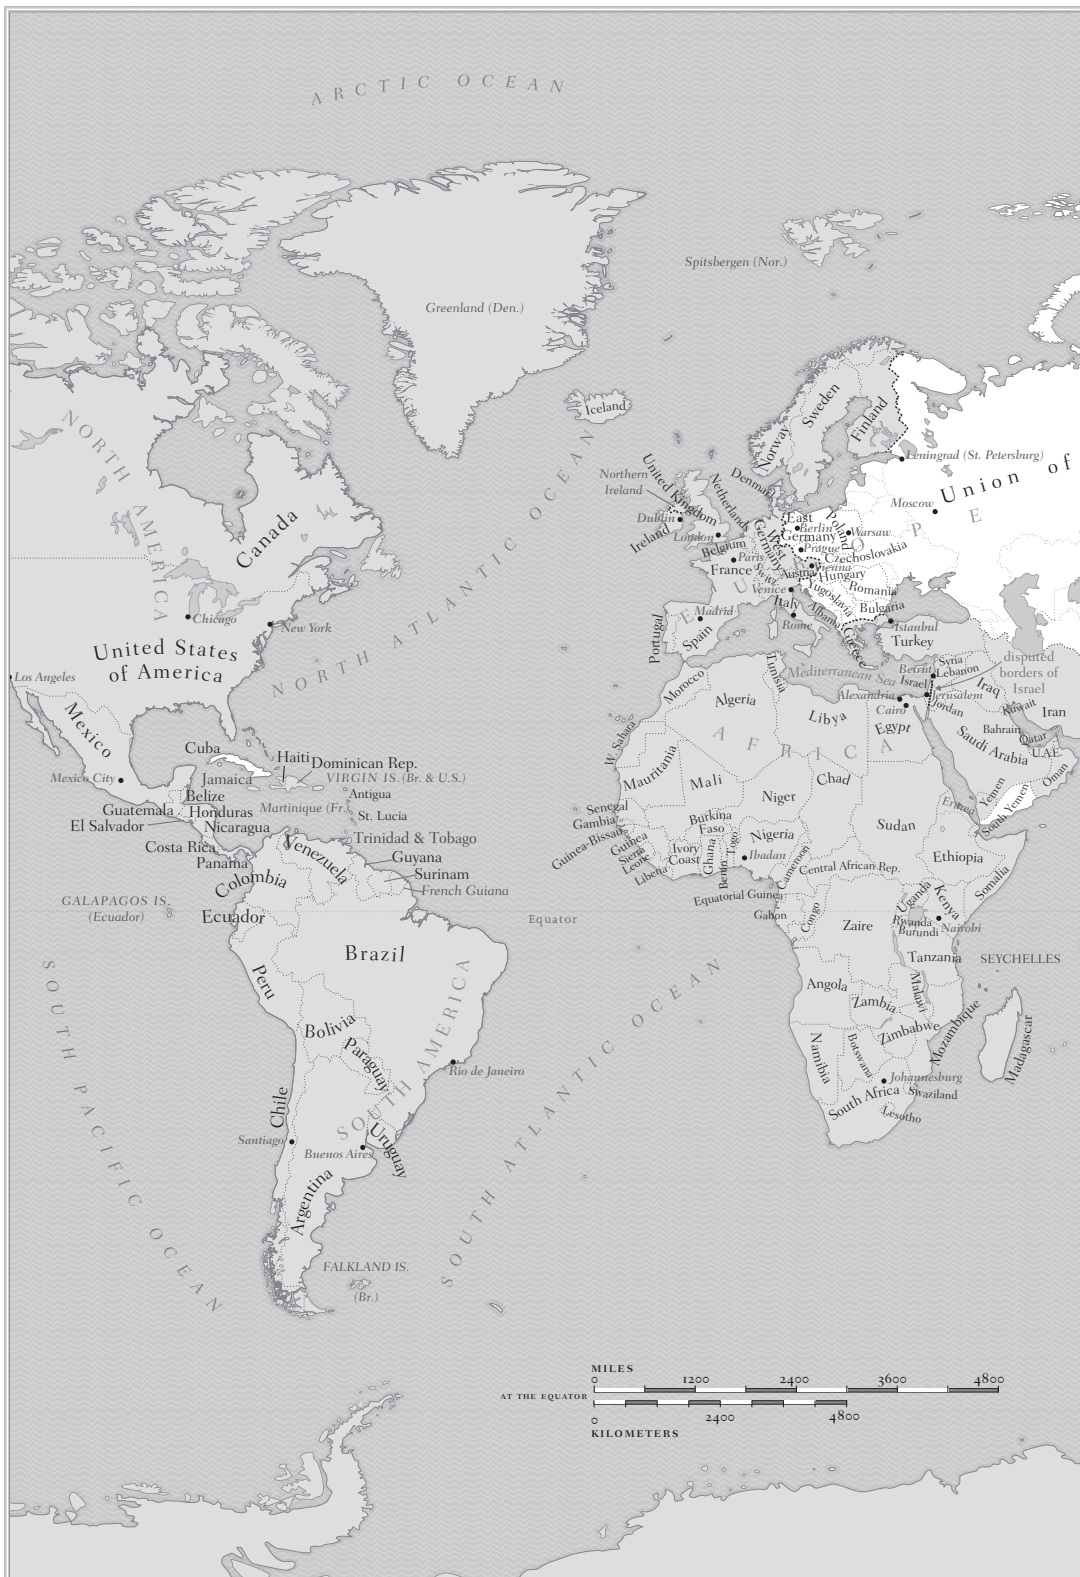 ARCTIC OCEAN
Spitsbergen (Nor.)
Greenland (Den.)
Iceland
NORTH AMERICA
Canada
NORTH ATLANTIC OCEAN
Norway
Sweden
Finland
Leningrad (St. Petersburg)
Union of
Moscow
EUROPE
Northern
Ireland
United Kingdom
Denmark
Netherlands
Dublin
Ireland
London
Belgium
Paris
France
West
Germany
East
Germany
Berlin
Poland
Warsaw
Prague
Czechoslovakia
Switz.
Austria
Vienna
Hungary
Romania
Venice
Yugoslavia
Bulgaria
Italy
Albania
Rome
Greece
Istanbul
Turkey
Madrid
Spain
Portugal
Chicago
New York
United States
of America
Los Angeles
Mexico
Mexico City
Cuba
Haiti
Dominican Rep.
Jamaica
VIRGIN IS. (Br. & U.S.)
Belize
Antigua
Guatemala
Honduras
Martinique (Fr.)
St. Lucia
El Salvador
Nicaragua
Trinidad & Tobago
Costa Rica
Panama
Venezuela
Guyana
Surinam
French Guiana
Colombia
GALAPAGOS IS.
(Ecuador)
Ecuador
Equator
Peru
Brazil
SOUTH AMERICA
Bolivia
Paraguay
Rio de Janeiro
Chile
Santiago
Buenos Aires
Uruguay
Argentina
FALKLAND IS.
(Br.)
SOUTH PACIFIC OCEAN
SOUTH ATLANTIC OCEAN
Mediterranean Sea
Beirut
Syria
Lebanon
Israel
disputed
borders of
Israel
Alexandria
Jerusalem
Cairo
Jordan
Iraq
Kuwait
Iran
Bahrain
Qatar
U.A.E.
Saudi Arabia
Oman
Yemen
South Yemen
Eritrea
AFRICA
Morocco
Algeria
Tunisia
Libya
Egypt
W. Sahara
Mauritania
Mali
Niger
Chad
Sudan
Senegal
Gambia
Guinea-Bissau
Guinea
Sierra
Leone
Liberia
Ivory
Coast
Burkina
Faso
Ghana
Togo
Benin
Nigeria
Ibadan
Cameroon
Central African Rep.
Ethiopia
Somalia
Equatorial Guinea
Gabon
Congo
Zaire
Uganda
Kenya
Rwanda
Burundi
Nairobi
Tanzania
SEYCHELLES
Angola
Zambia
Malawi
Mozambique
Zimbabwe
Namibia
Botswana
Madagascar
Johannesburg
South Africa
Swaziland
Lesotho
MILES
0 1200 2400 3600 4800
AT THE EQUATOR
0 2400 4800
KILOMETERS